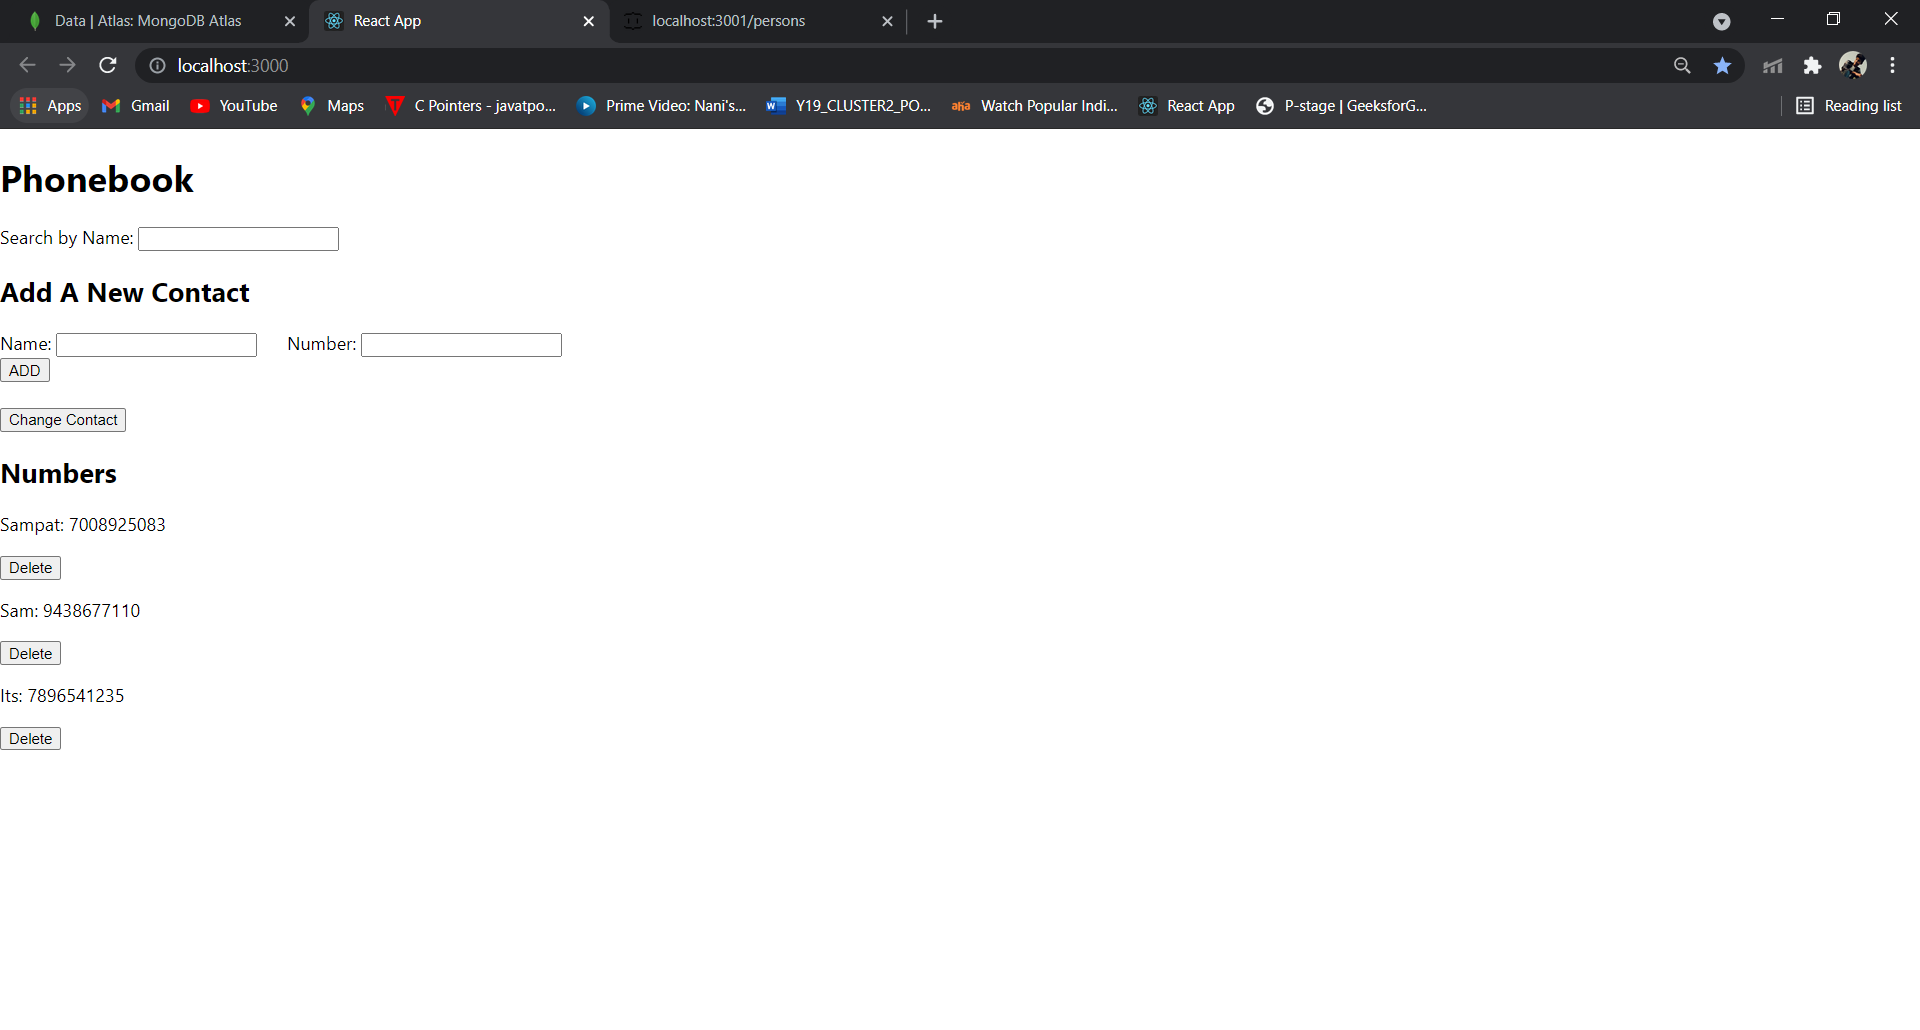 Data | Atlas: MongoDB Atlas
React App
localhost:3001/persons
localhost:3000
Apps
Gmail
YouTube
Maps
C Pointers - javatpo...
Prime Video: Nani's...
Y19_CLUSTER2_PO...
Watch Popular Indi...
React App
P-stage | GeeksforG...
Reading list
Phonebook
Search by Name:
Add A New Contact
Name: Number:
ADD
Change Contact
Numbers
Sampat: 7008925083
Delete
Sam: 9438677110
Delete
Its: 7896541235
Delete